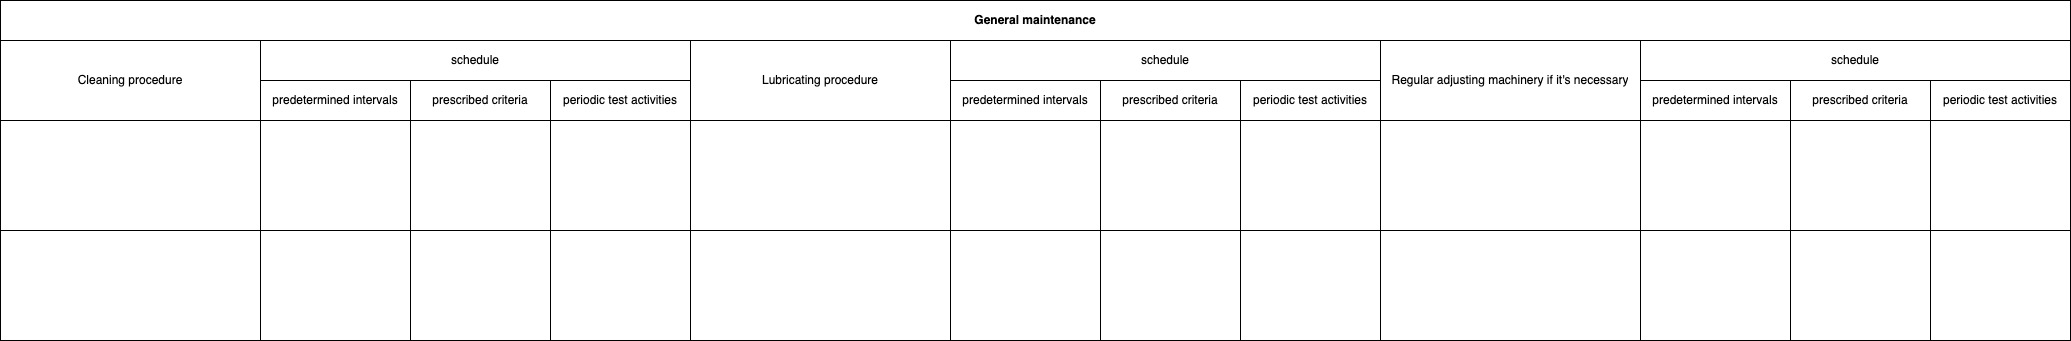 General maintenance
Cleaning procedure
schedule
predetermined intervals
prescribed criteria
periodic test activities
Lubricating procedure
schedule
predetermined intervals
prescribed criteria
periodic test activities
Regular adjusting machinery if it's necessary
schedule
predetermined intervals
prescribed criteria
periodic test activities